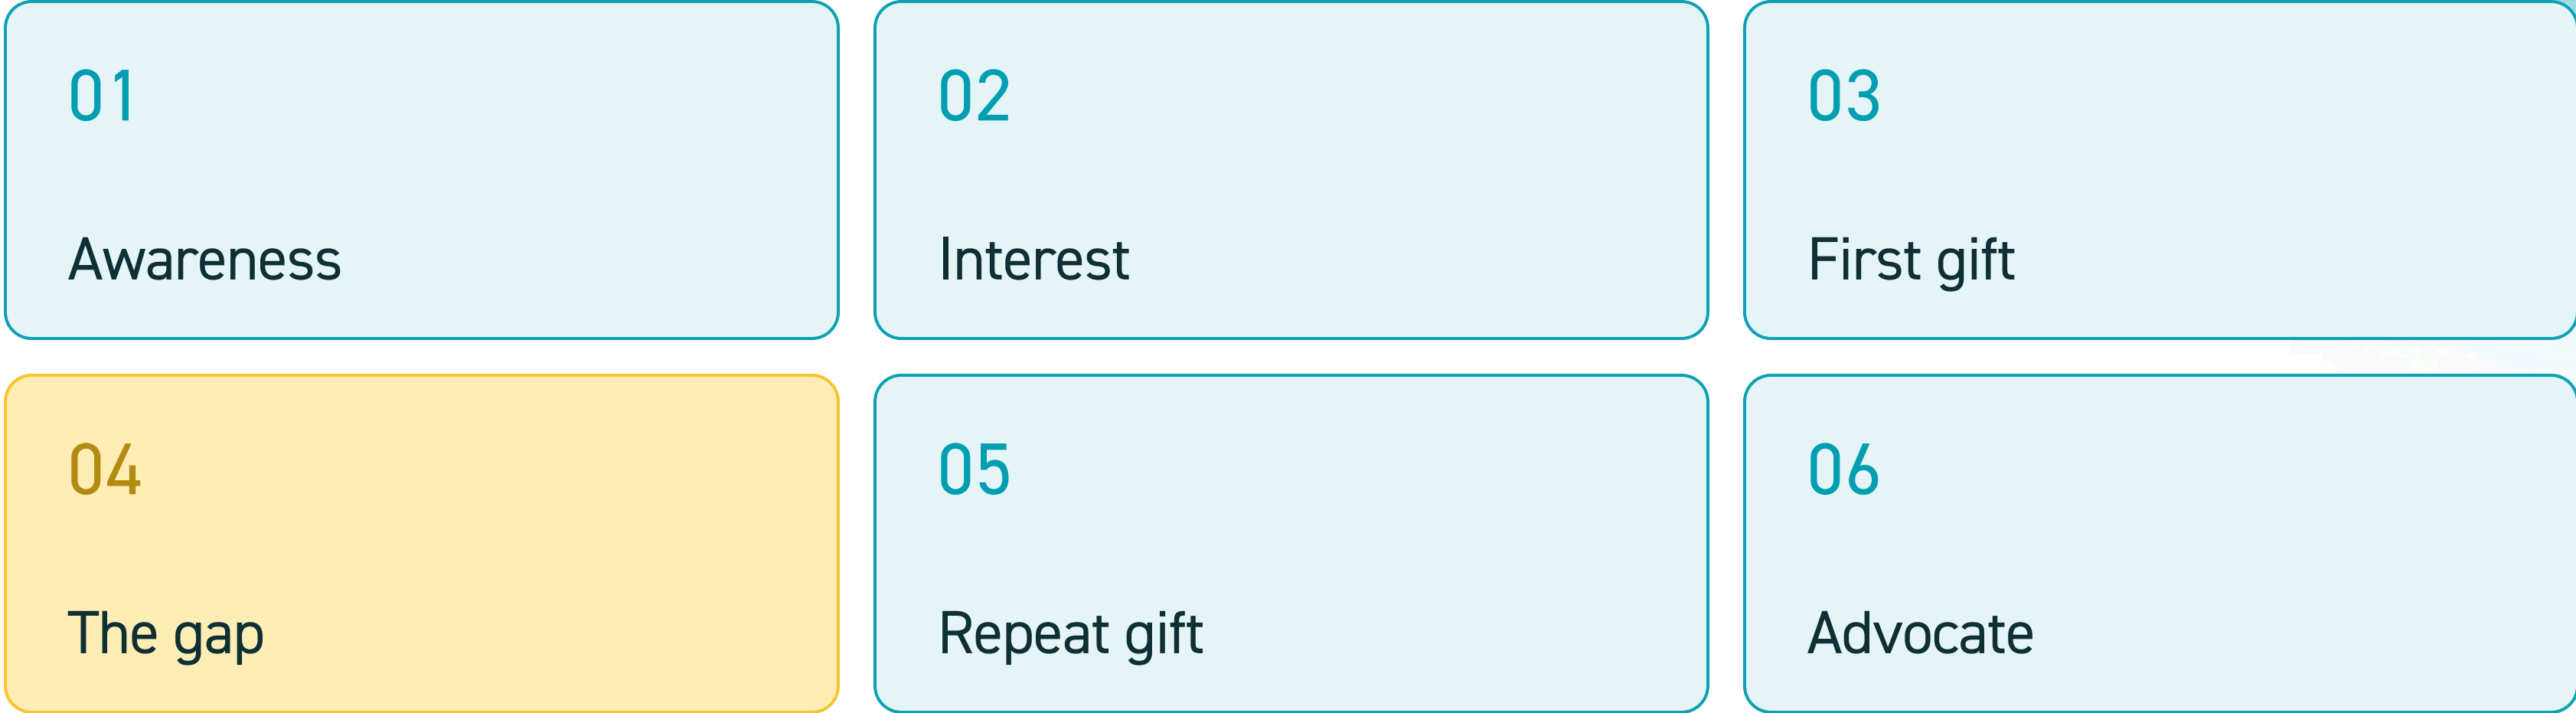 01
Awareness
02
Interest
03
First gift
04
The gap
05
Repeat gift
06
Advocate